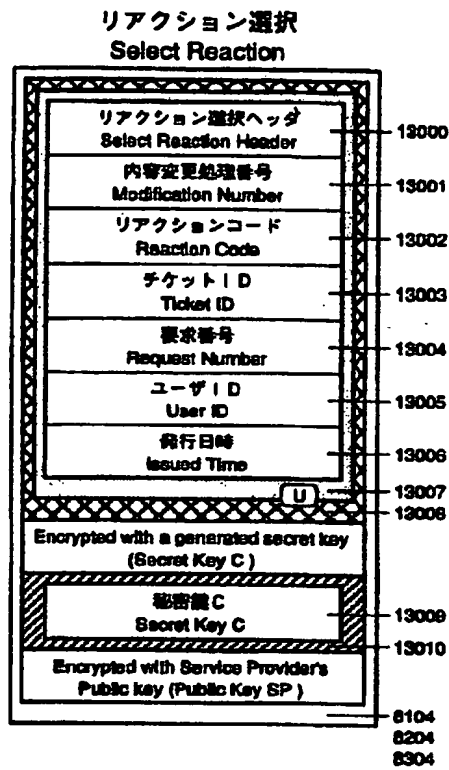 リアクション選択
Select Reaction
リアクション選択ヘッダ
Select Reaction Header
13000
内容変更処理番号
Modification Number
13001
リアクションコード
Reaction Code
13002
チケットID
Ticket ID
13003
要求番号
Request Number
13004
ユーザID
User ID
13005
発行日時
Issued Time
13006
U
13007
13008
Encrypted with a generated secret key
(Secret Key C)
秘密鍵C
Secret Key C
13009
13010
Encrypted with Service Provider's
Public key (Public Key SP)
8104
8204
8304